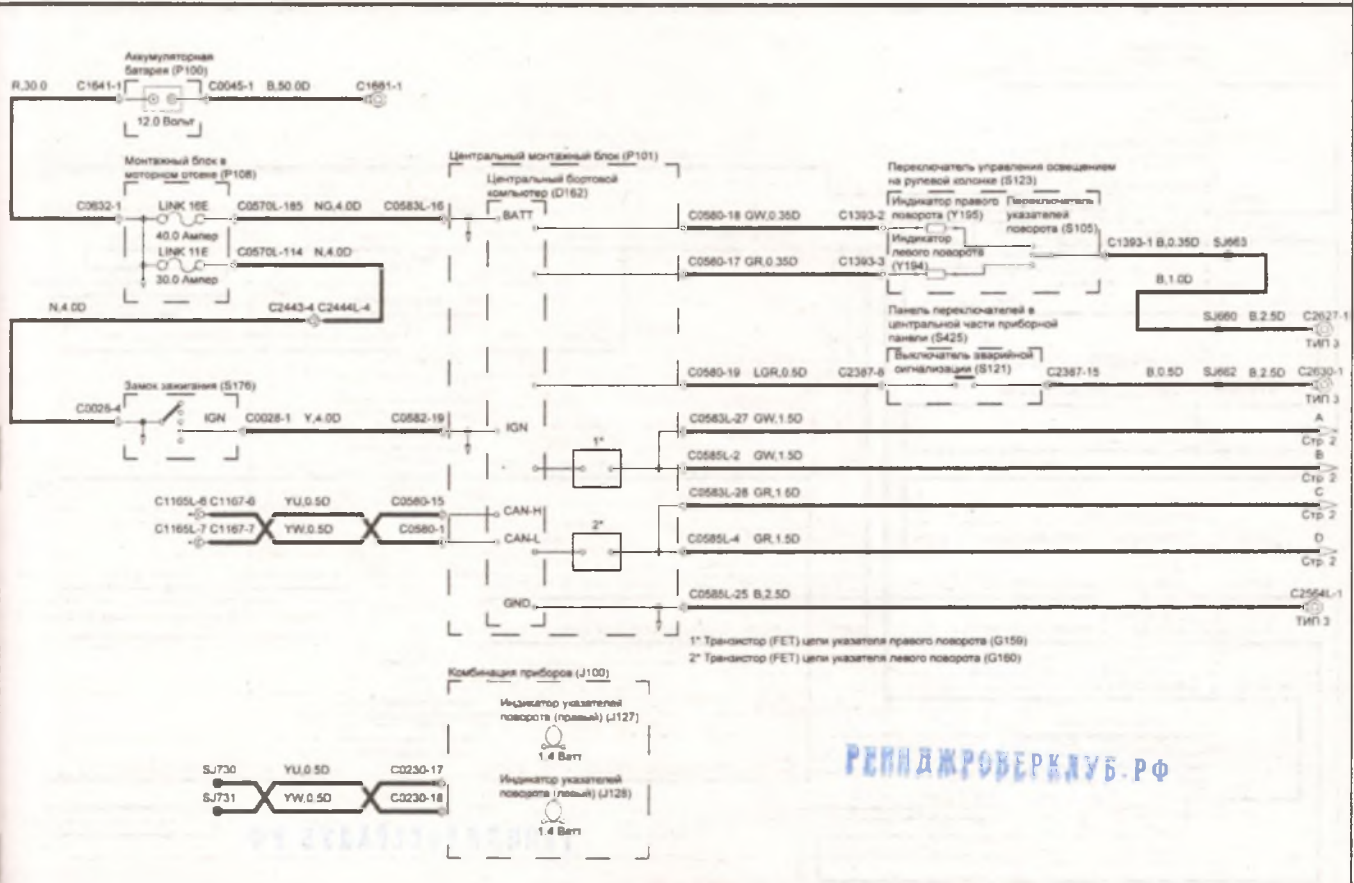 Аккумуляторная
батарея (P100)
R,30.0 C1641-1 C0045-1 B,50.0D C1661-1
12.0 Вольт
Монтажный блок в
моторном отсеке (P108)
C0632-1 LINK 16E C0570L-185 NG,4.0D C0583L-16
40.0 Ампер
LINK 11E C0570L-114 N,4.0D
30.0 Ампер
N,4.0D C2443-4 C2444L-4
Замок зажигания (S176)
C0028-4 IGN C0028-1 Y,4.0D C0582-19
C1165L-6 C1167-6 YU,0.5D C0580-15
C1165L-7 C1167-7 YW,0.5D C0580-1
Центральный монтажный блок (P101)
Центральный бортовой
компьютер (D162)
BATT
IGN
1*
CAN-H
CAN-L
2*
GND
C0580-18 GW,0.35D C1393-2
C0580-17 GR,0.35D C1393-3
Переключатель управления освещением
на рулевой колонке (S123)
Индикатор правого
поворота (Y195)
Переключатель
указателей
поворота (S105)
Индикатор
левого поворота
(Y194)
C1393-1 B,0.35D SJ663
B,1.0D
SJ660 B,2.5D C2627-1
ТИП 3
Панель переключателей в
центральной части приборной
панели (S425)
Выключатель аварийной
сигнализации (S121)
C0580-19 LGR,0.5D C2387-8 C2387-15 B,0.5D SJ662 B,2.5D C2630-1
ТИП 3
C0583L-27 GW,1.5D A
Стр. 2
C0585L-2 GW,1.5D B
Стр. 2
C0583L-28 GR,1.5D C
Стр. 2
C0585L-4 GR,1.5D D
Стр. 2
C0585L-25 B,2.5D C2564L-1
ТИП 3
1* Транзистор (FET) цепи указателя правого поворота (G159)
2* Транзистор (FET) цепи указателя левого поворота (G160)
Комбинация приборов (J100)
Индикатор указателей
поворота (правый) (J127)
1.4 Ватт
Индикатор указателей
поворота (левый) (J128)
1.4 Ватт
SJ730 YU,0.5D C0230-17
SJ731 YW,0.5D C0230-18
РЕЙНДЖРОВЕРКЛУБ.РФ